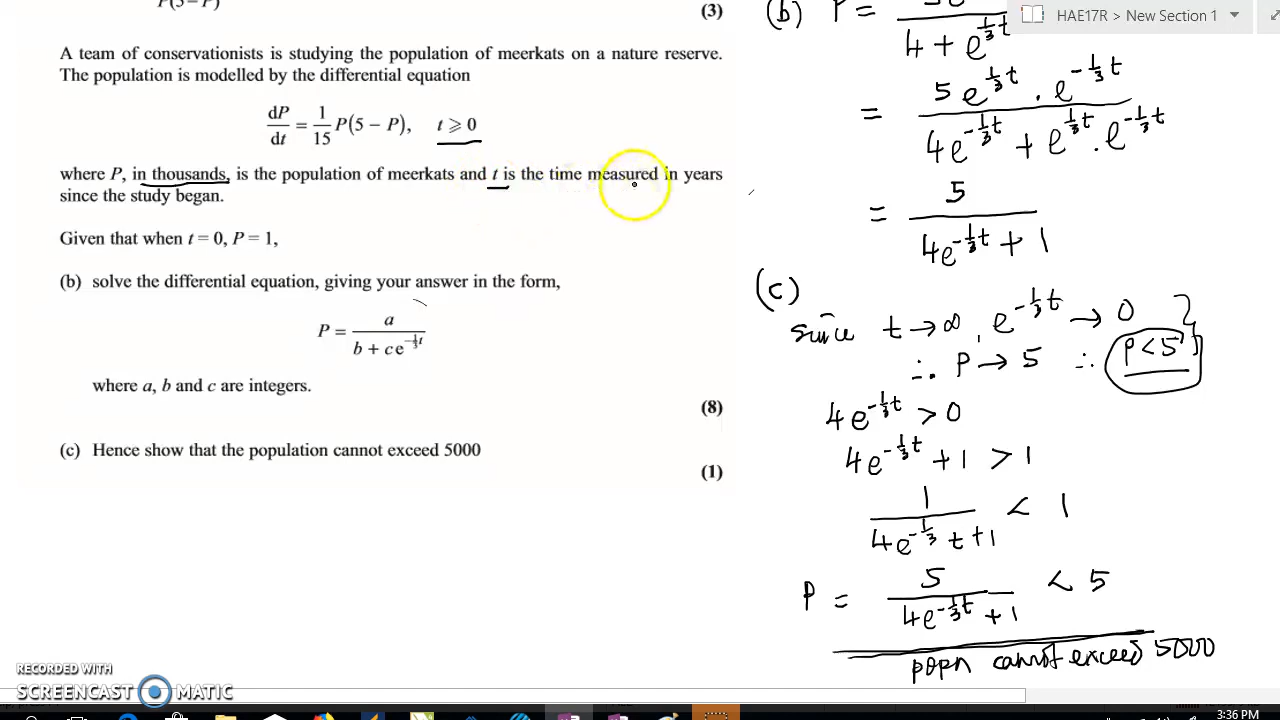 P(5 – P)
(3)
A team of conservationists is studying the population of meerkats on a nature reserve.
The population is modelled by the differential equation
dP/dt = 1/15 P(5 – P), t ⩾ 0
where P, in thousands, is the population of meerkats and t is the time measured in years
since the study began.
Given that when t = 0, P = 1,
(b) solve the differential equation, giving your answer in the form,
P = a/(b + ce^(-1/3 t))
where a, b and c are integers.
(8)
(c) Hence show that the population cannot exceed 5000
(1)
HAE17R > New Section 1
(b) P =
4 + e^(1/3 t)
= (5e^(1/3 t) . e^(-1/3 t))/(4e^(-1/3 t) + e^(1/3 t) . e^(-1/3 t))
= 5/(4e^(-1/3 t) + 1)
(c)
since t → ∞, e^(-1/3 t) → 0
∴ P → 5 ∴ P < 5
4e^(-1/3 t) > 0
4e^(-1/3 t) + 1 > 1
1/(4e^(-1/3) t + 1) < 1
P = 5/(4e^(-1/3 t) + 1) < 5
popn cannot exceed 5000
RECORDED WITH
SCREENCAST MATIC
3:36 PM